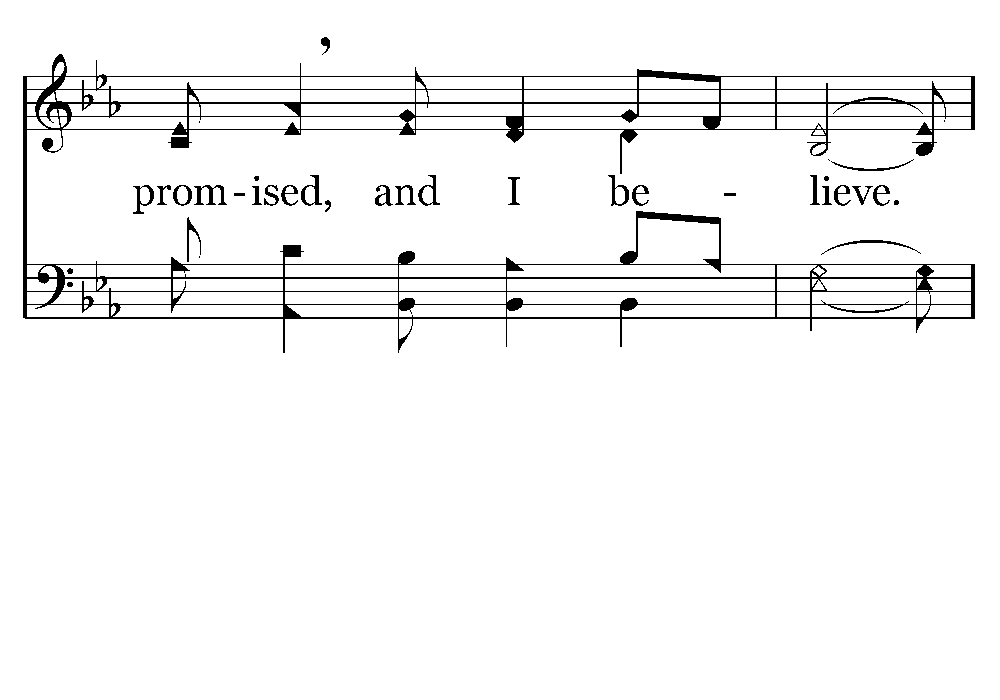 prom - ised, and I be - lieve.